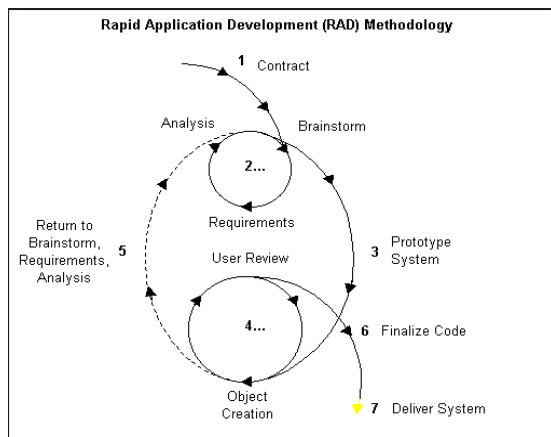 Rapid Application Development (RAD) Methodology
1 Contract
Analysis
Brainstorm
2...
Requirements
Return to
Brainstorm,
Requirements,
Analysis
5
User Review
3 Prototype
System
4...
6 Finalize Code
Object
Creation
7 Deliver System